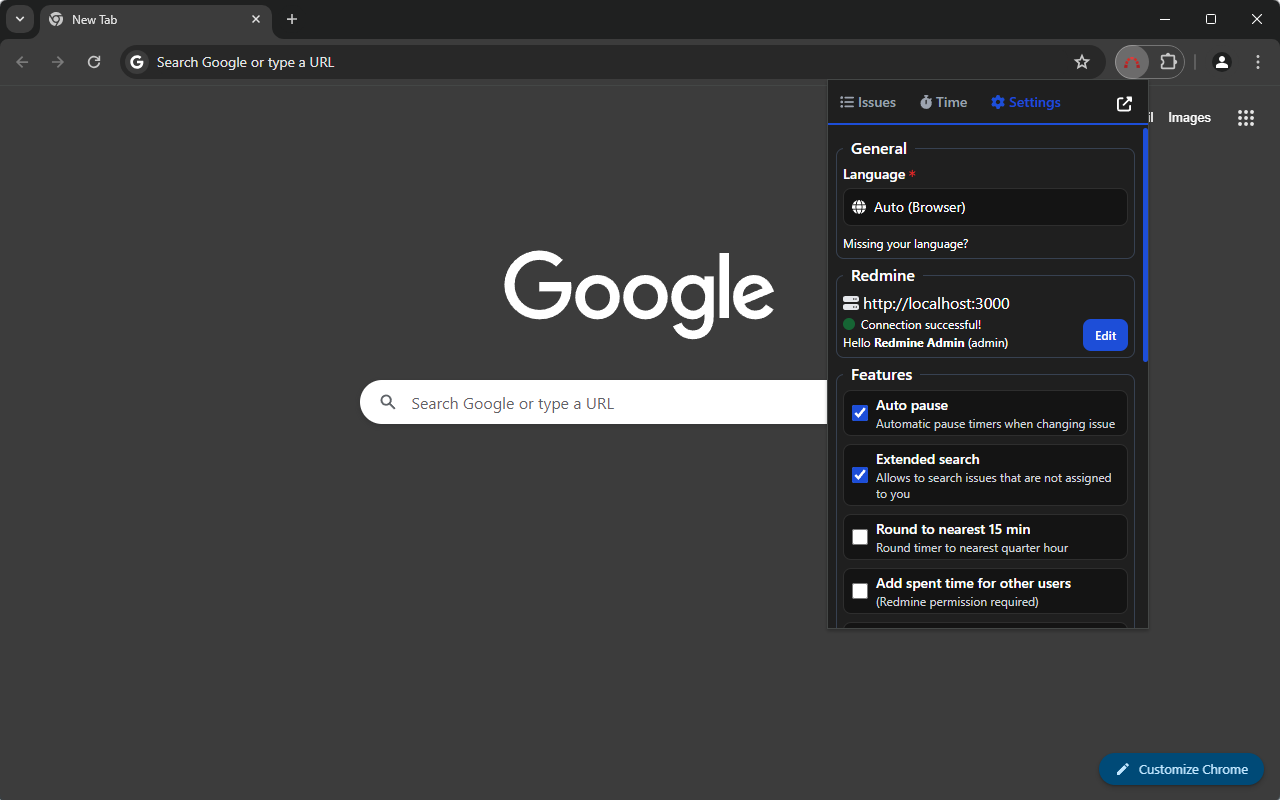 New Tab
Search Google or type a URL
Issues Time Settings
Images
General
Language *
Auto (Browser)
Missing your language?
Redmine
http://localhost:3000
Connection successful!
Hello Redmine Admin (admin)
Edit
Features
Auto pause
Automatic pause timers when changing issue
Extended search
Allows to search issues that are not assigned
to you
Round to nearest 15 min
Round timer to nearest quarter hour
Add spent time for other users
(Redmine permission required)
Google
Search Google or type a URL
Customize Chrome